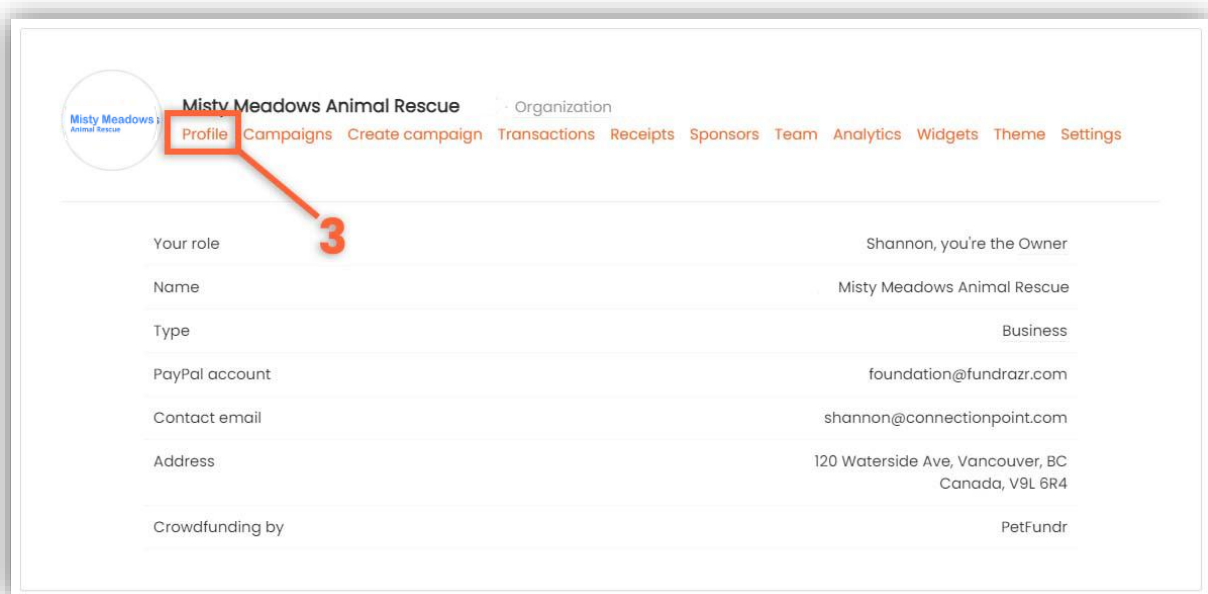 Misty Meadows
Animal Rescue
Misty Meadows Animal Rescue · Organization
Profile Campaigns Create campaign Transactions Receipts Sponsors Team Analytics Widgets Theme Settings
3
Your role Shannon, you're the Owner
Name Misty Meadows Animal Rescue
Type Business
PayPal account foundation@fundrazr.com
Contact email shannon@connectionpoint.com
Address 120 Waterside Ave, Vancouver, BC
Canada, V9L 6R4
Crowdfunding by PetFundr